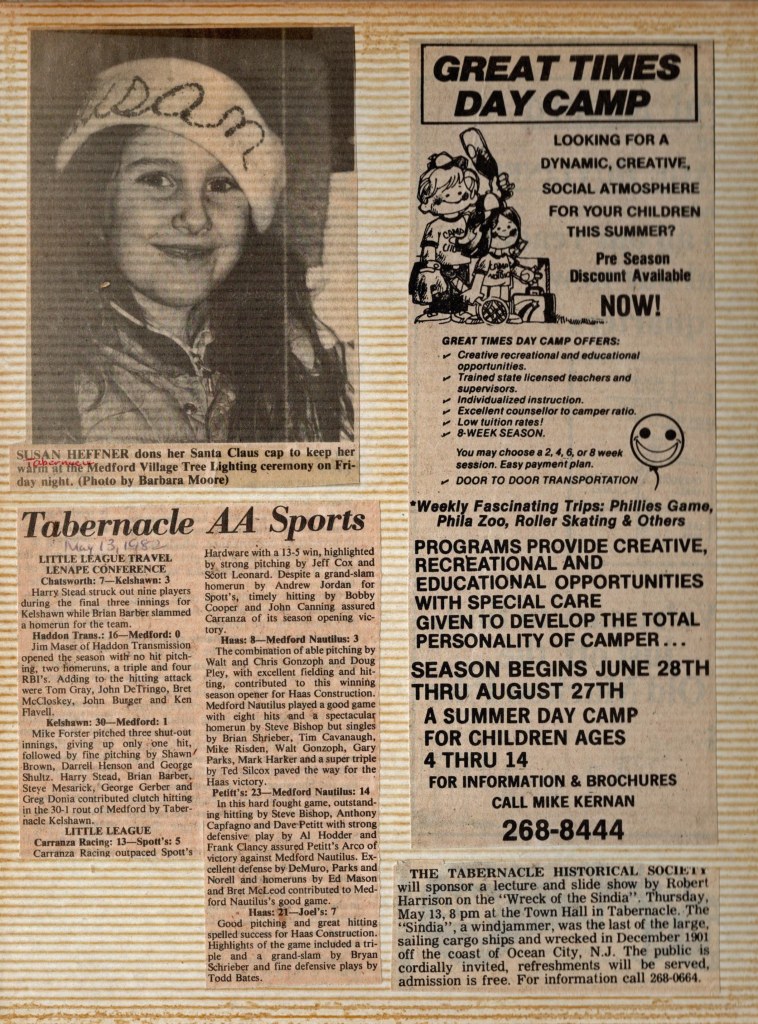 usan
SUSAN HEFFNER dons her Santa Claus cap to keep her
Tabernacle
warm at the Medford Village Tree Lighting ceremony on Fri-
day night. (Photo by Barbara Moore)
Tabernacle AA Sports
May 13, 1982
LITTLE LEAGUE TRAVEL
LENAPE CONFERENCE
Chatsworth: 7—Kelshawn: 3
Harry Stead struck out nine players
during the final three innings for
Kelshawn while Brian Barber slammed
a homerun for the team.
Haddon Trans.: 16—Medford: 0
Jim Maser of Haddon Transmission
opened the season with no hit pitch-
ing, two homeruns, a triple and four
RBI's. Adding to the hitting attack
were Tom Gray, John DeTringo, Bret
McCloskey, John Burger and Ken
Flavell.
Kelshawn: 30—Medford: 1
Mike Forster pitched three shut-out
innings, giving up only one hit,
followed by fine pitching by Shawn
Brown, Darrell Henson and George
Shultz. Harry Stead, Brian Barber,
Steye Mesarick, George Gerber and
Greg Donia contributed clutch hitting
in the 30-1 rout of Medford by Taber-
nacle Kelshawn.
LITTLE LEAGUE
Carranza Racing: 13—Spott's: 5
Carranza Racing outpaced Spott's
Hardware with a 13-5 win, highlighted
by strong pitching by Jeff Cox and
Scott Leonard. Despite a grand-slam
homerun by Andrew Jordan for
Spott's, timely hitting by Bobby
Cooper and John Canning assured
Carranza of its season opening vic-
tory.
Haas: 8—Medford Nautilus: 3
The combination of able pitching by
Walt and Chris Gonzoph and Doug
Pley, with excellent fielding and hit-
ting, contributed to this winning
season opener for Haas Construction.
Medford Nautilus played a good game
with eight hits and a spectacular
homerun by Steve Bishop but singles
by Brian Shrieber, Tim Cavanaugh,
Mike Risden, Walt Gonzoph, Gary
Parks, Mark Harker and a super triple
by Ted Silcox paved the way for the
Haas victory.
Petitt's: 23—Medford Nautilus: 14
In this hard fought game, outstand-
ing hitting by Steve Bishop, Anthony
Capfagno and Dave Petitt with strong
defensive play by Al Hodder and
Frank Clancy assured Petitt's Arco of
victory against Medford Nautilus. Ex-
cellent defense by DeMuro, Parks and
Norell and homeruns by Ed Mason
and Bret McLeod contributed to Med-
ford Nautilus's good game.
Haas: 21—Joel's: 7
Good pitching and great hitting
spelled success for Haas Construction.
Highlights of the game included a tri-
ple and a grand-slam by Bryan
Schrieber and fine defensive plays by
Todd Bates.
GREAT TIMES
DAY CAMP
LOOKING FOR A
DYNAMIC, CREATIVE,
SOCIAL ATMOSPHERE
FOR YOUR CHILDREN
THIS SUMMER?
Pre Season
Discount Available
NOW!
GREAT TIMES DAY CAMP OFFERS:
✓ Creative recreational and educational
opportunities.
✓ Trained state licensed teachers and
supervisors.
✓ Individualized instruction.
✓ Excellent counsellor to camper ratio.
✓ Low tuition rates!
✓ 8-WEEK SEASON.
You may choose a 2, 4, 6, or 8 week
session. Easy payment plan.
✓ DOOR TO DOOR TRANSPORTATION
*Weekly Fascinating Trips: Phillies Game,
Phila Zoo, Roller Skating & Others
PROGRAMS PROVIDE CREATIVE,
RECREATIONAL AND
EDUCATIONAL OPPORTUNITIES
WITH SPECIAL CARE
GIVEN TO DEVELOP THE TOTAL
PERSONALITY OF CAMPER . . .
SEASON BEGINS JUNE 28TH
THRU AUGUST 27TH
A SUMMER DAY CAMP
FOR CHILDREN AGES
4 THRU 14
FOR INFORMATION & BROCHURES
CALL MIKE KERNAN
268-8444
THE TABERNACLE HISTORICAL SOCIETY
will sponsor a lecture and slide show by Robert
Harrison on the "Wreck of the Sindia". Thursday,
May 13, 8 pm at the Town Hall in Tabernacle. The
"Sindia", a windjammer, was the last of the large,
sailing cargo ships and wrecked in December 1901
off the coast of Ocean City, N.J. The public is
cordially invited, refreshments will be served,
admission is free. For information call 268-0664.